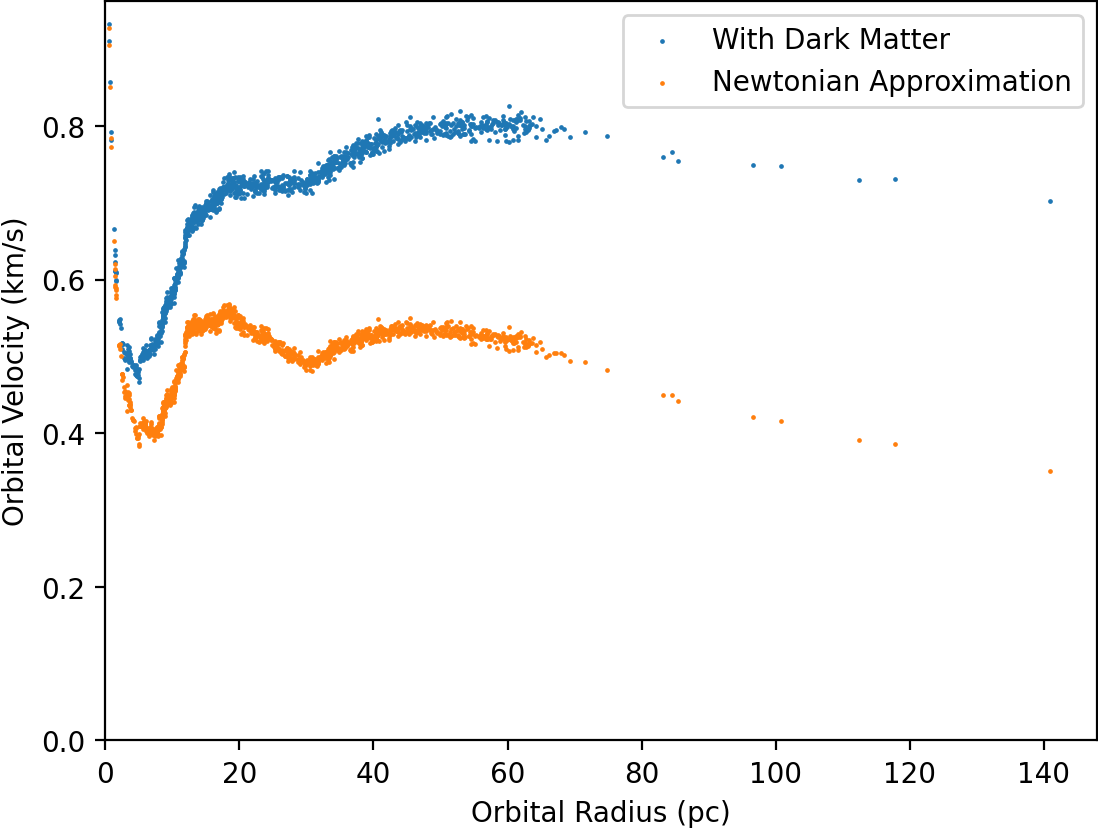 With Dark Matter
Newtonian Approximation
Orbital Velocity (km/s)
0.8
0.6
0.4
0.2
0.0
0 20 40 60 80 100 120 140
Orbital Radius (pc)